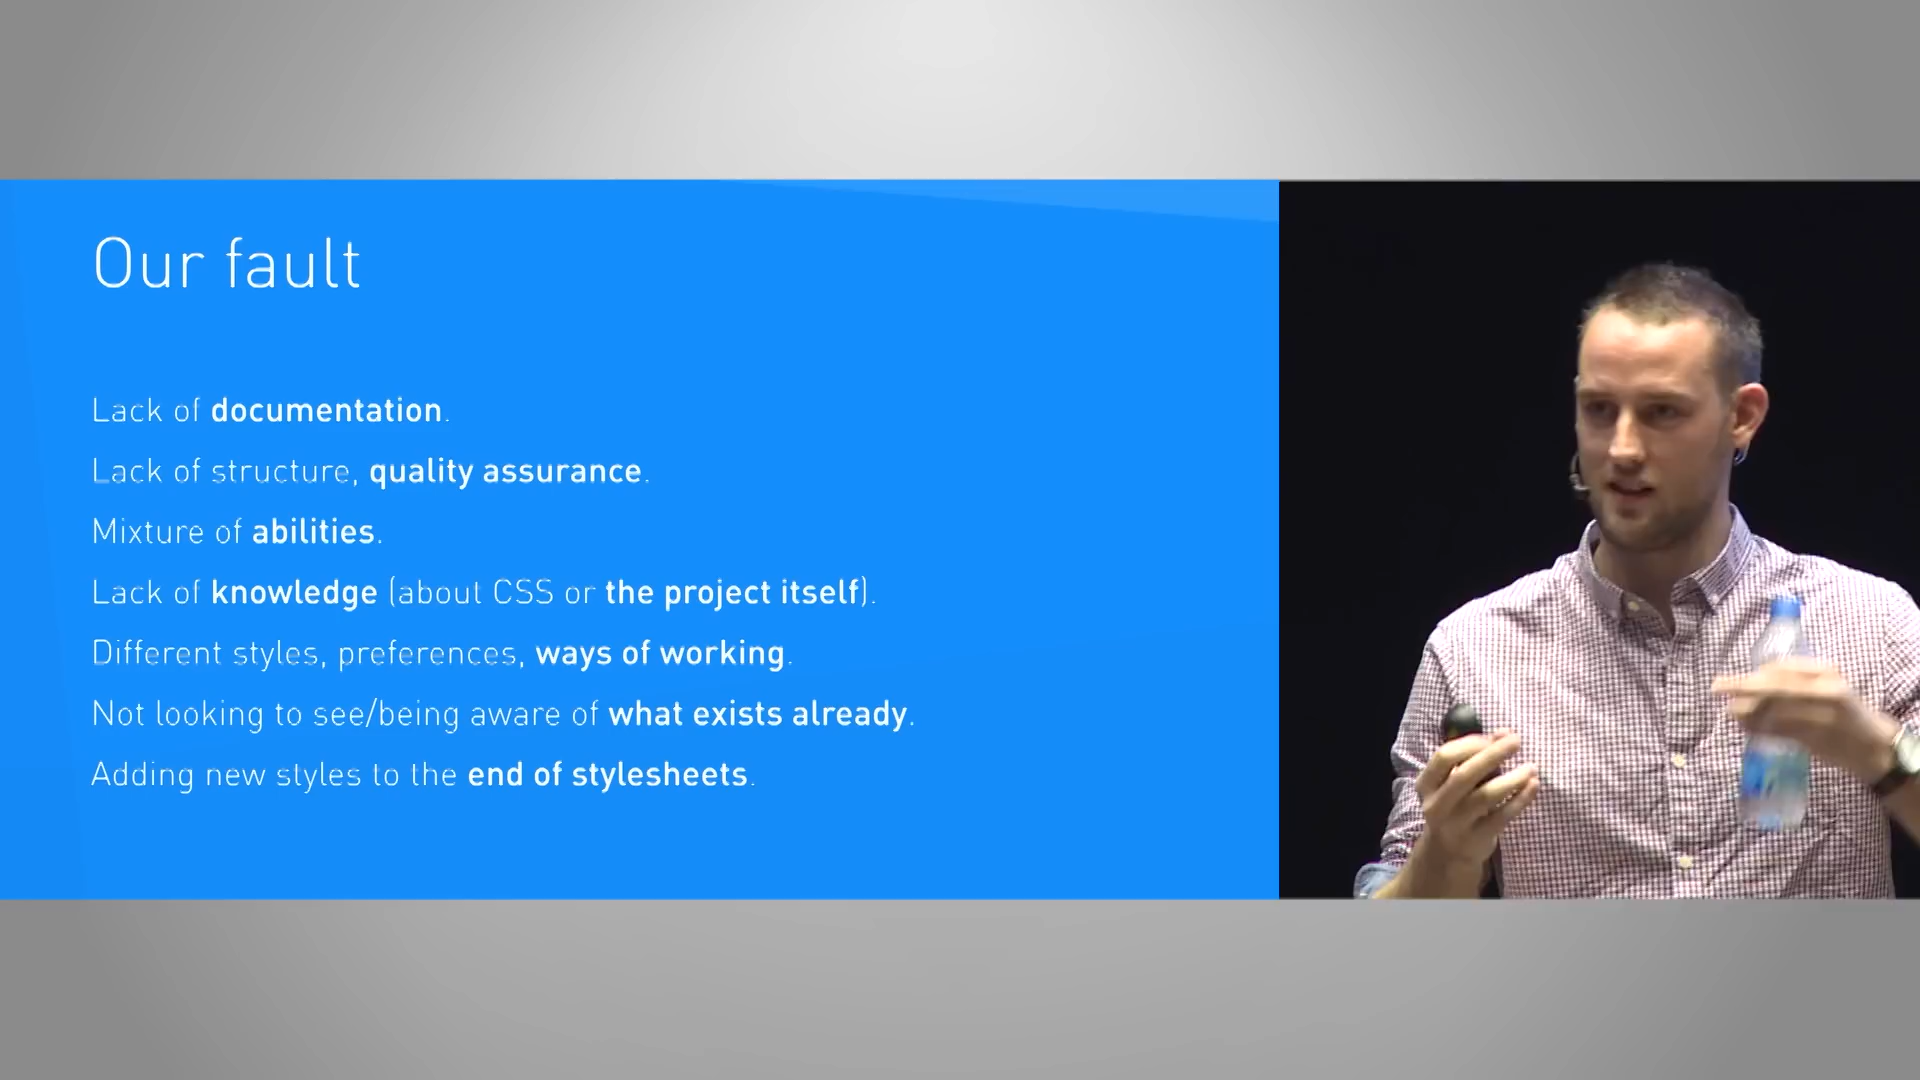 Our fault
Lack of documentation.
Lack of structure, quality assurance.
Mixture of abilities.
Lack of knowledge (about CSS or the project itself).
Different styles, preferences, ways of working.
Not looking to see/being aware of what exists already.
Adding new styles to the end of stylesheets.